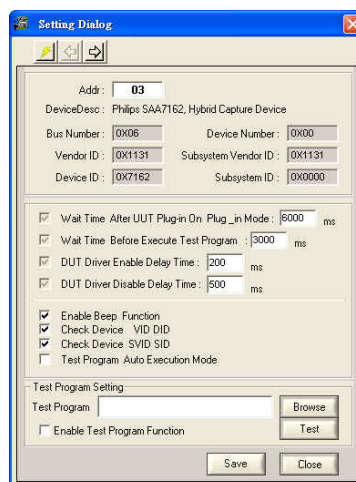 Setting Dialog
Addr : 03
DeviceDesc : Philips SAA7162, Hybrid Capture Device
Bus Number : 0X06 Device Number : 0X00
Vendor ID : 0X1131 Subsystem Vendor ID : 0X1131
Device ID : 0X7162 Subsystem ID : 0X0000
Wait Time After UUT Plug-in On Plug_in Mode : 6000 ms
Wait Time Before Execute Test Program : 3000 ms
DUT Driver Enable Delay Time : 200 ms
DUT Driver Disable Delay Time : 500 ms
Enable Beep Function
Check Device VID DID
Check Device SVID SID
Test Program Auto Execution Mode
Test Program Setting
Test Program Browse
Enable Test Program Function Test
Save Close